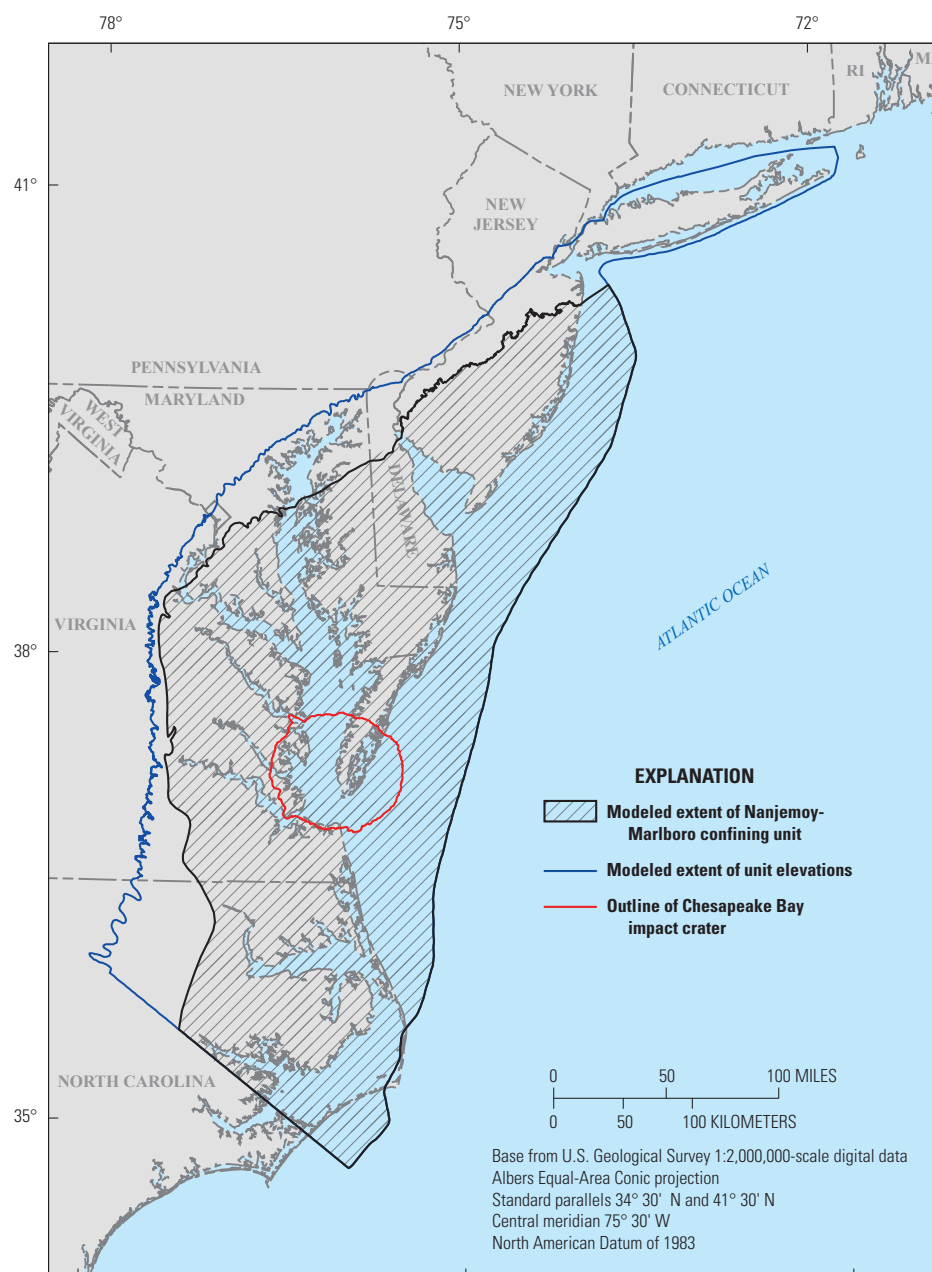 78°
75°
72°
NEW YORK
CONNECTICUT
RI
41°
NEW
JERSEY
PENNSYLVANIA
MARYLAND
WEST
VIRGINIA
DELAWARE
ATLANTIC OCEAN
VIRGINIA
38°
EXPLANATION
Modeled extent of Nanjemoy-
Marlboro confining unit
Modeled extent of unit elevations
Outline of Chesapeake Bay
impact crater
NORTH CAROLINA
35°
0 50 100 MILES
0 50 100 KILOMETERS
Base from U.S. Geological Survey 1:2,000,000-scale digital data
Albers Equal-Area Conic projection
Standard parallels 34° 30' N and 41° 30' N
Central meridian 75° 30' W
North American Datum of 1983